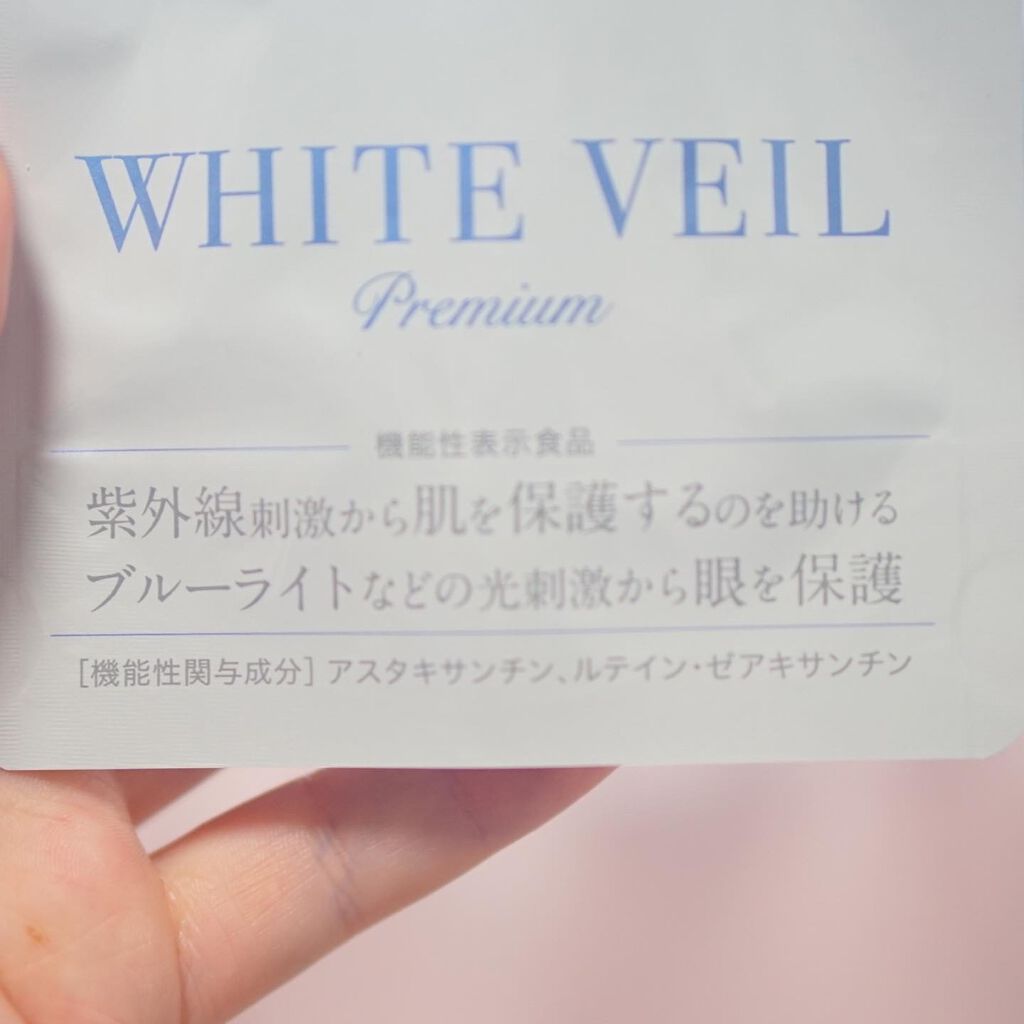 WHITE VEIL
Premium
機能性表示食品
紫外線刺激から肌を保護するのを助ける
ブルーライトなどの光刺激から眼を保護
[機能性関与成分] アスタキサンチン、ルテイン・ゼアキサンチン